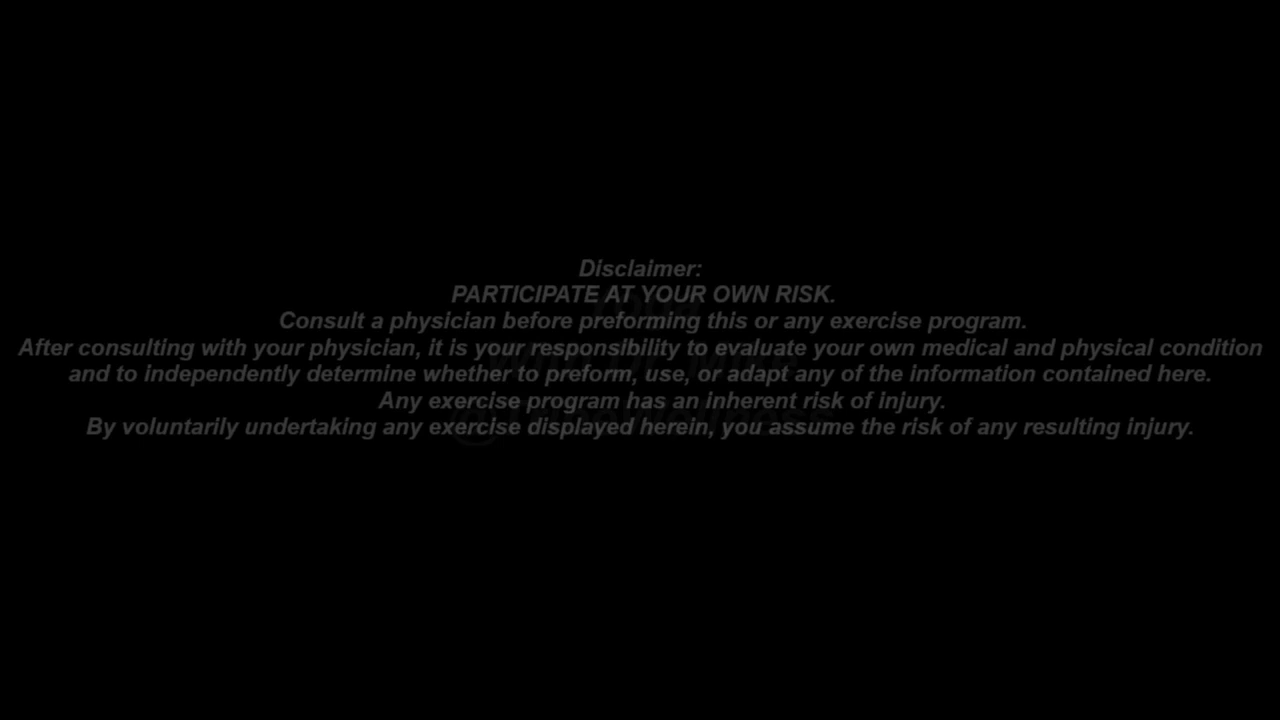 Disclaimer:
PARTICIPATE AT YOUR OWN RISK.
Consult a physician before preforming this or any exercise program.
After consulting with your physician, it is your responsibility to evaluate your own medical and physical condition
and to independently determine whether to preform, use, or adapt any of the information contained here.
Any exercise program has an inherent risk of injury.
By voluntarily undertaking any exercise displayed herein, you assume the risk of any resulting injury.